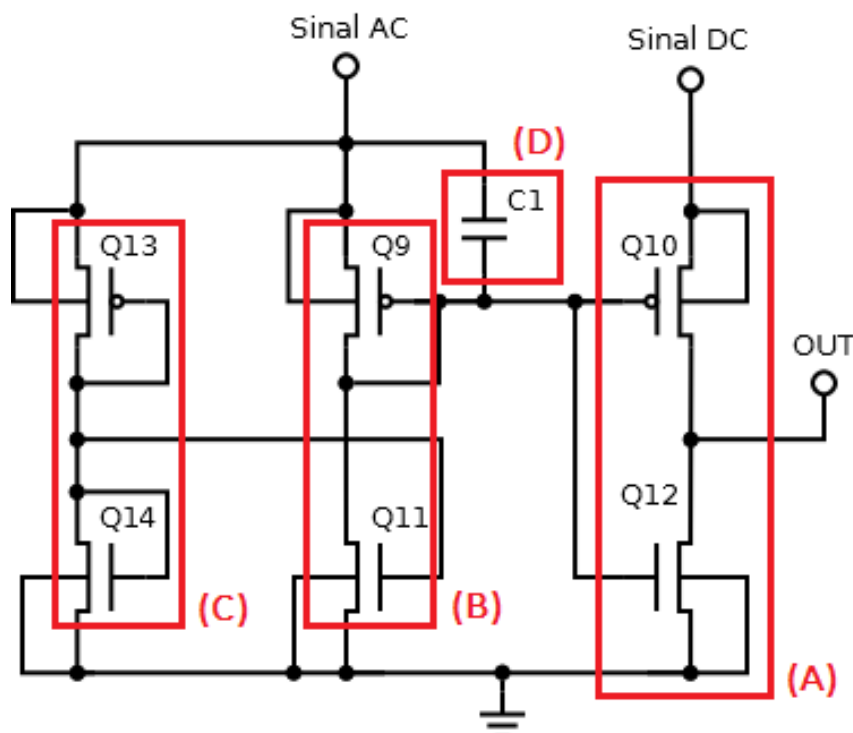 Sinal AC
Sinal DC
(D)
C1
Q13
Q9
Q10
OUT
Q14
Q11
Q12
(C)
(B)
(A)